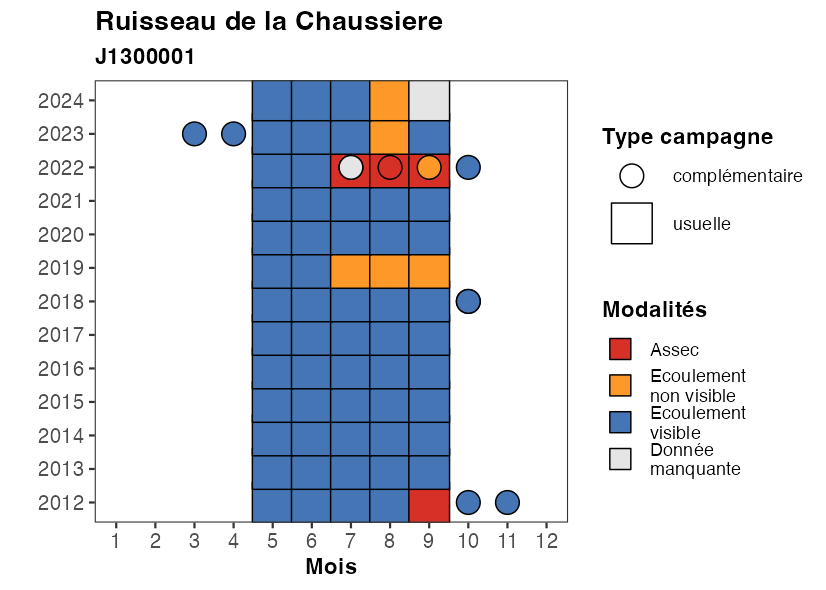 Ruisseau de la Chaussiere
J1300001
2024
2023
2022
2021
2020
2019
2018
2017
2016
2015
2014
2013
2012
1 2 3 4 5 6 7 8 9 10 11 12
Mois
Type campagne
complémentaire
usuelle
Modalités
Assec
Ecoulement
non visible
Ecoulement
visible
Donnée
manquante